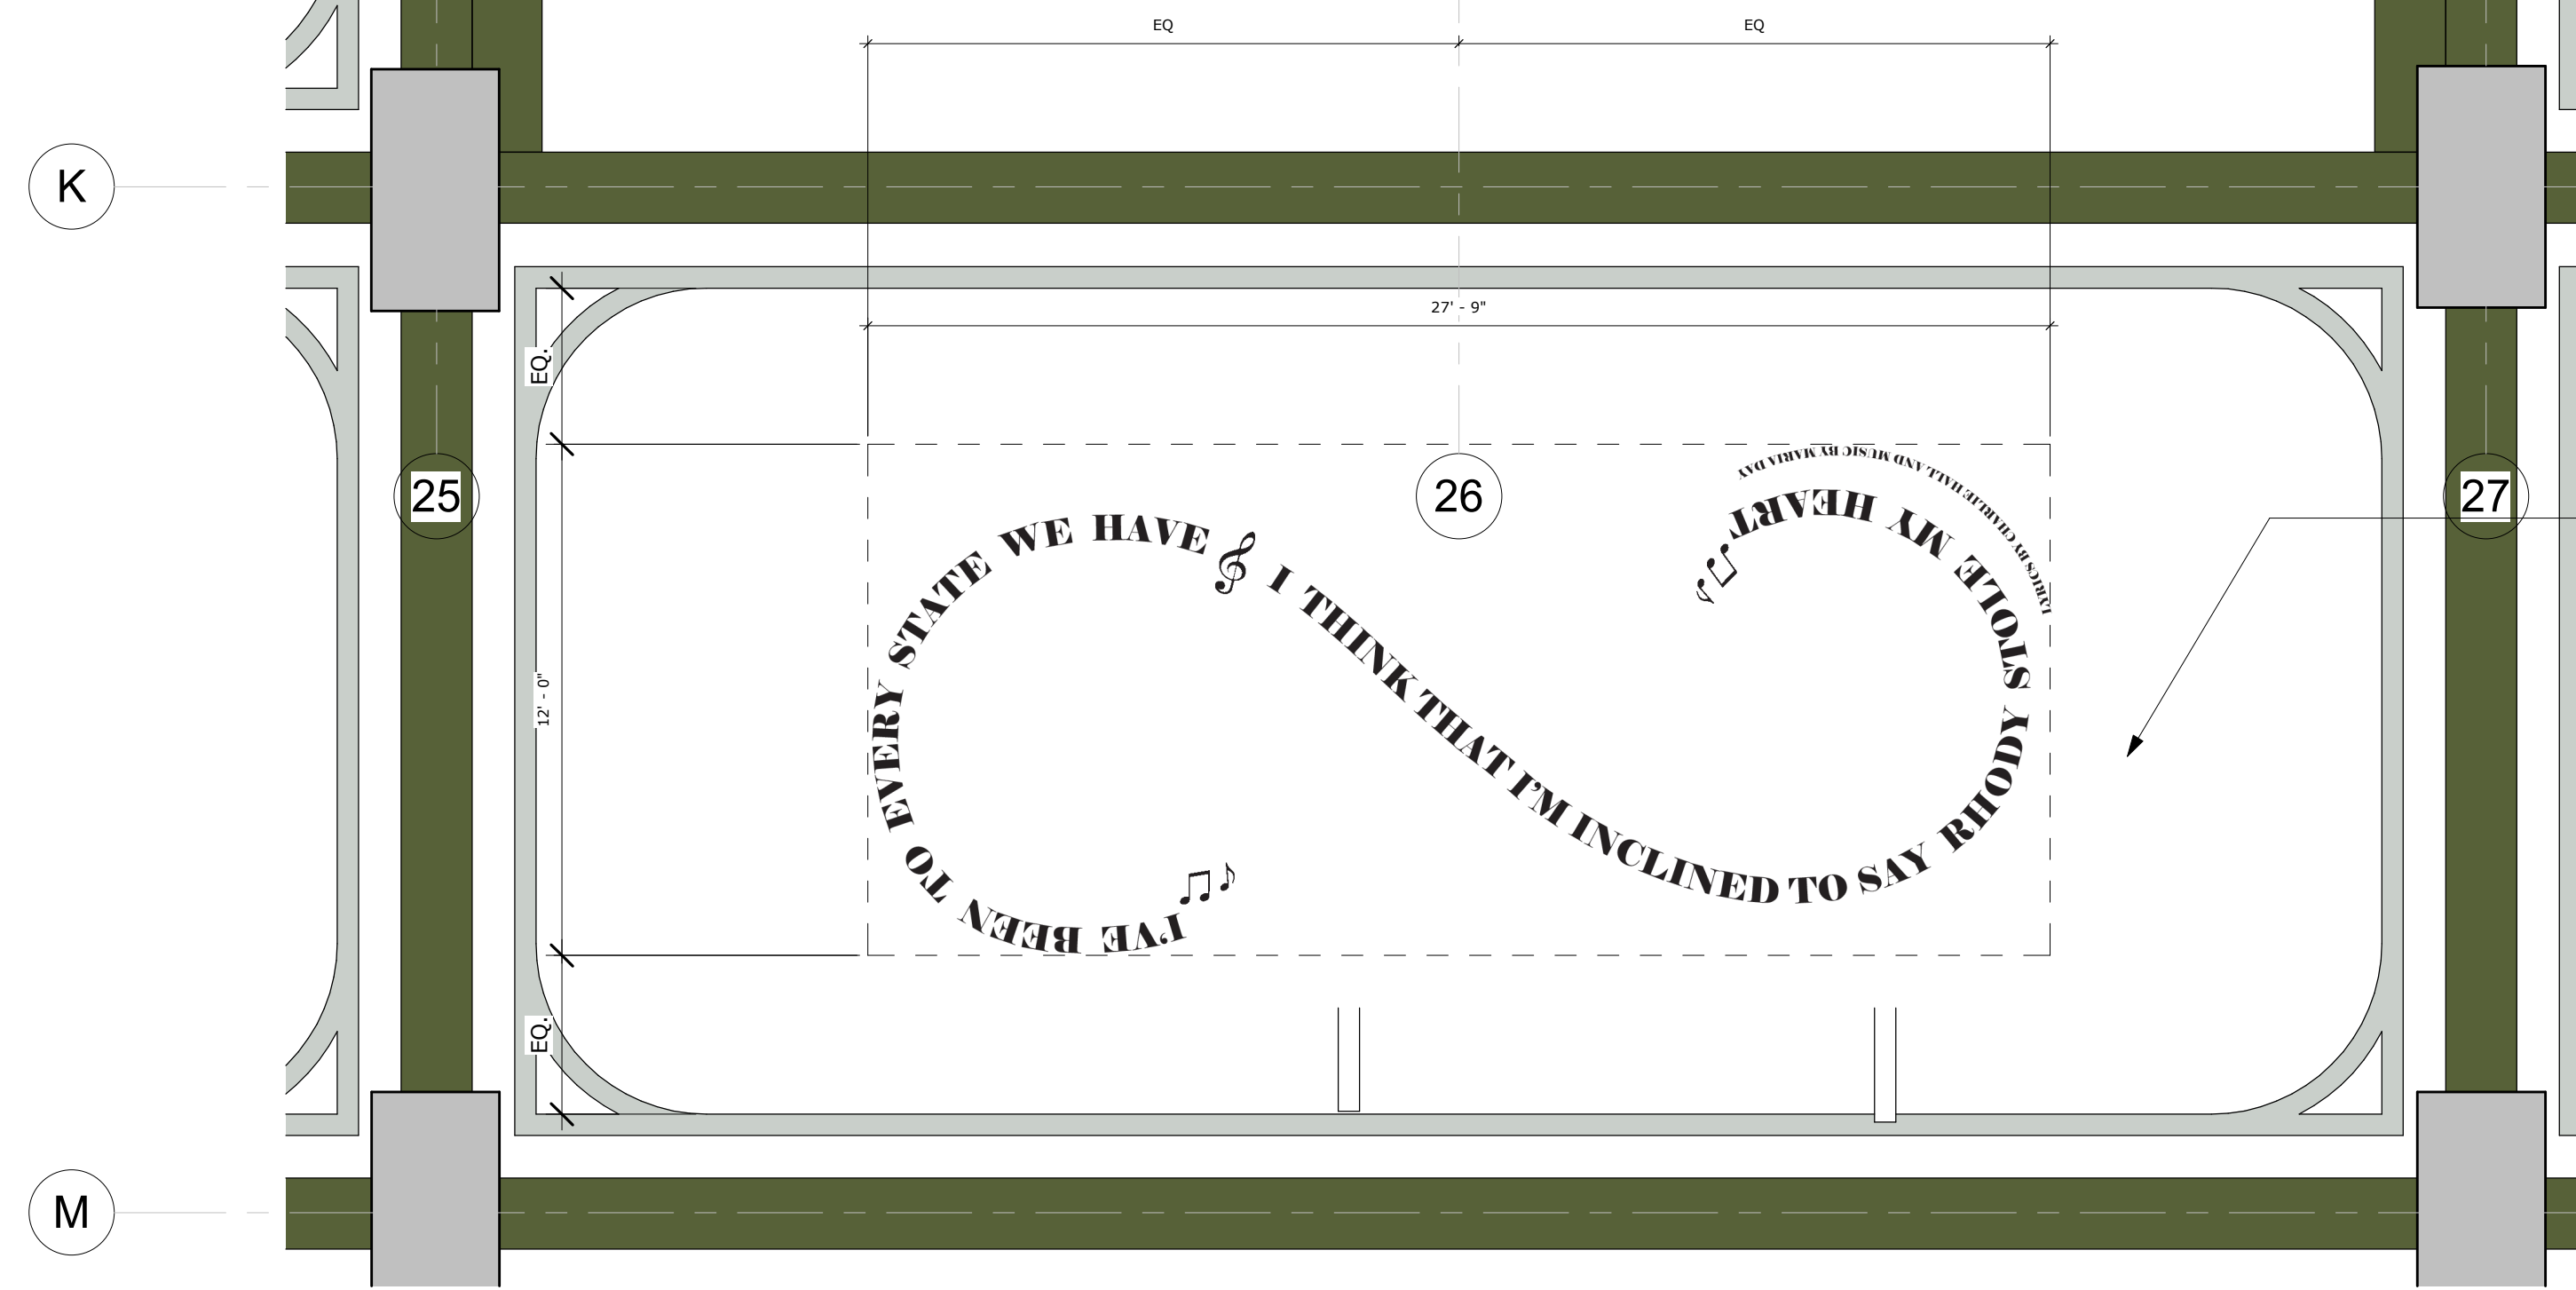 EQ
EQ
K
27' - 9"
EQ.
25
26
27
LYRICS BY CHARLIE HALL AND MUSIC BY MARIA DAY
I'VE BEEN TO EVERY STATE WE HAVE I THINK THAT I'M INCLINED TO SAY RHODY STOLE MY HEART
12' - 0"
EQ.
M